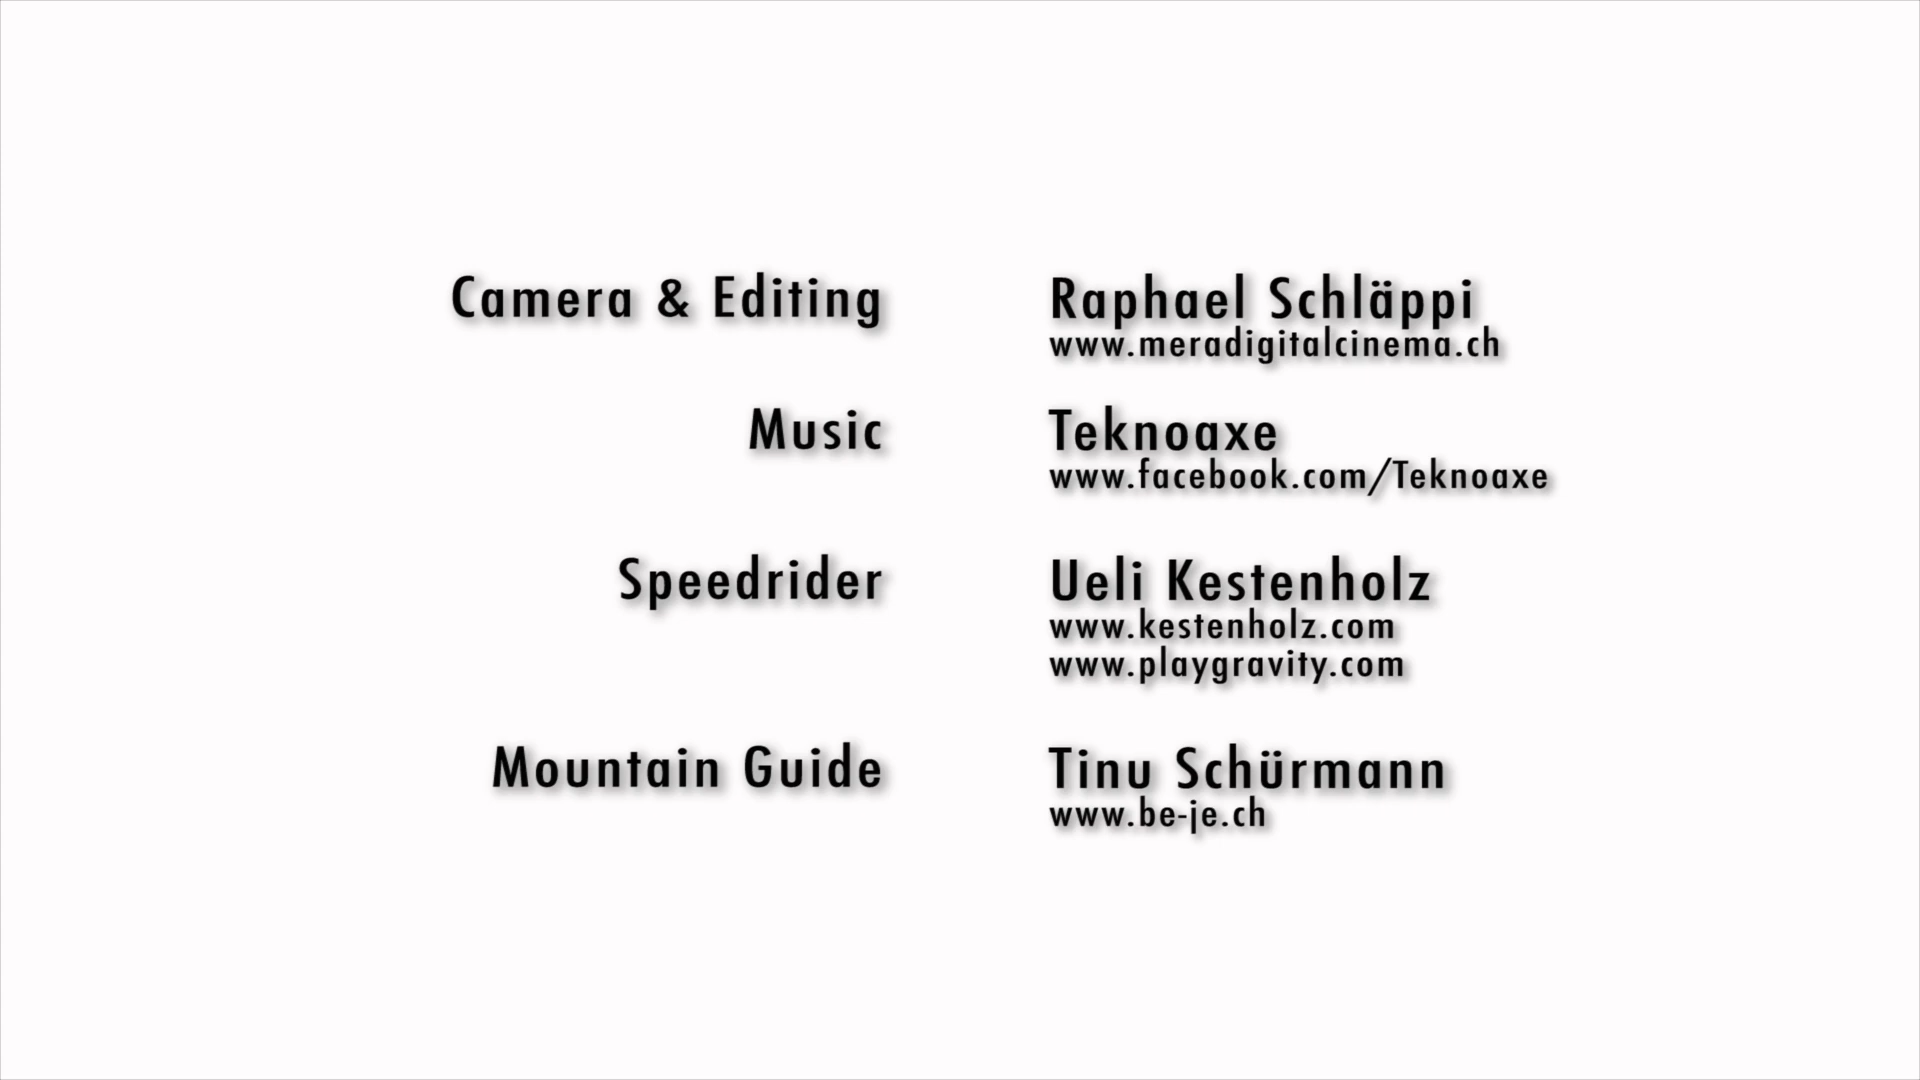 Camera & Editing Raphael Schläppi
www.meradigitalcinema.ch
Music Teknoaxe
www.facebook.com/Teknoaxe
Speedrider Ueli Kestenholz
www.kestenholz.com
www.playgravity.com
Mountain Guide Tinu Schürmann
www.be-je.ch